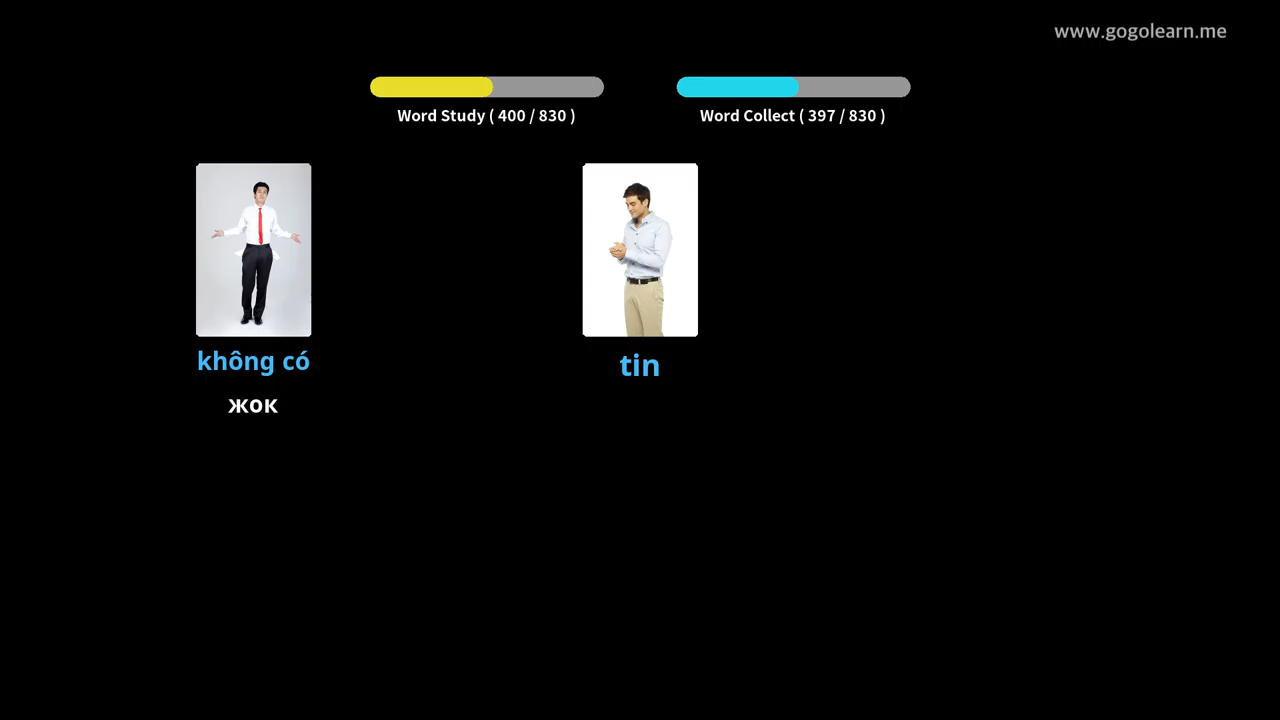 www.gogolearn.me
Word Study ( 400 / 830 )
Word Collect ( 397 / 830 )
không có
жок
tin